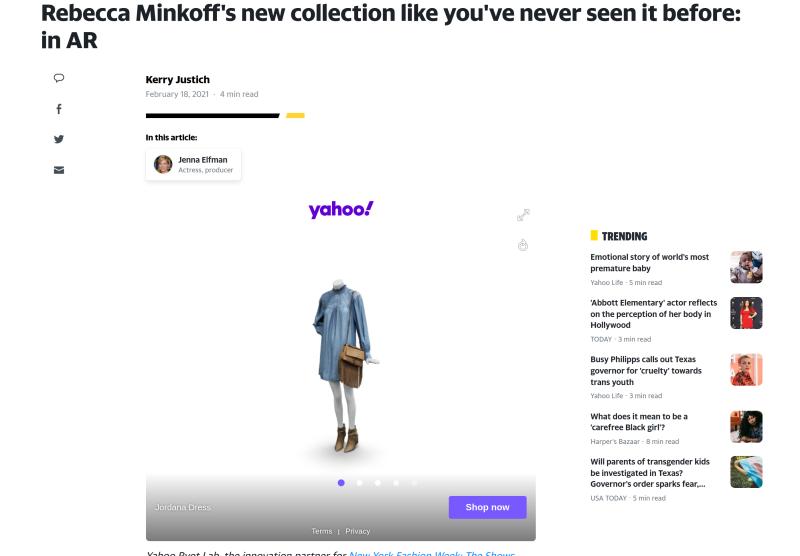 Rebecca Minkoff's new collection like you've never seen it before:
in AR
Kerry Justich
February 18, 2021 · 4 min read
In this article:
Jenna Elfman
Actress, producer
yahoo!
Jordana Dress
Shop now
Terms | Privacy
Yahoo Ryot Lab, the innovation partner for New York Fashion Week: The Shows
TRENDING
Emotional story of world's most
premature baby
Yahoo Life · 5 min read
'Abbott Elementary' actor reflects
on the perception of her body in
Hollywood
TODAY · 3 min read
Busy Philipps calls out Texas
governor for 'cruelty' towards
trans youth
Yahoo Life · 3 min read
What does it mean to be a
'carefree Black girl'?
Harper's Bazaar · 8 min read
Will parents of transgender kids
be investigated in Texas?
Governor's order sparks fear,...
USA TODAY · 5 min read